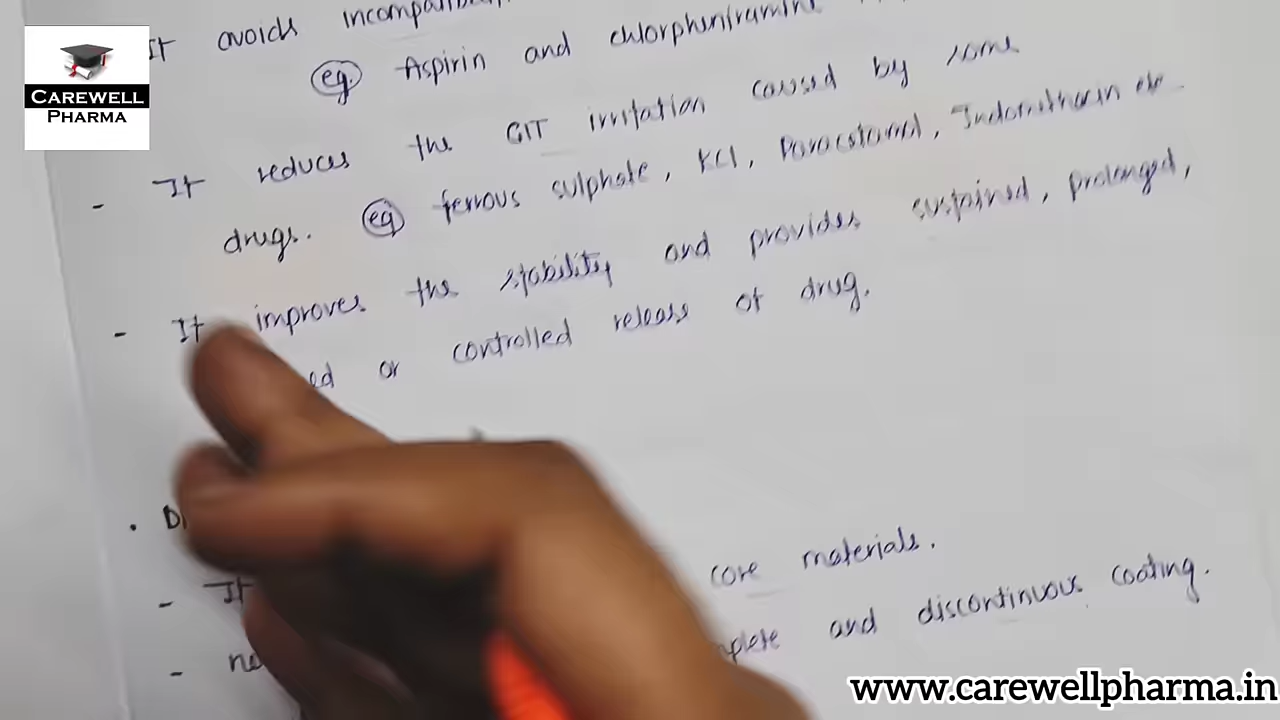 CAREWELL
PHARMA
It avoids
eg. Aspirin and chlorpheniramine
- It reduces the GIT irritation caused by some
drugs. eg ferrous sulphate, KCl, Paracetamol, Indomethacin etc
- It improves the stability and provides sustained, prolonged,
or controlled release of drug.
- It core materials.
- and discontinuous coating.
www.carewellpharma.in